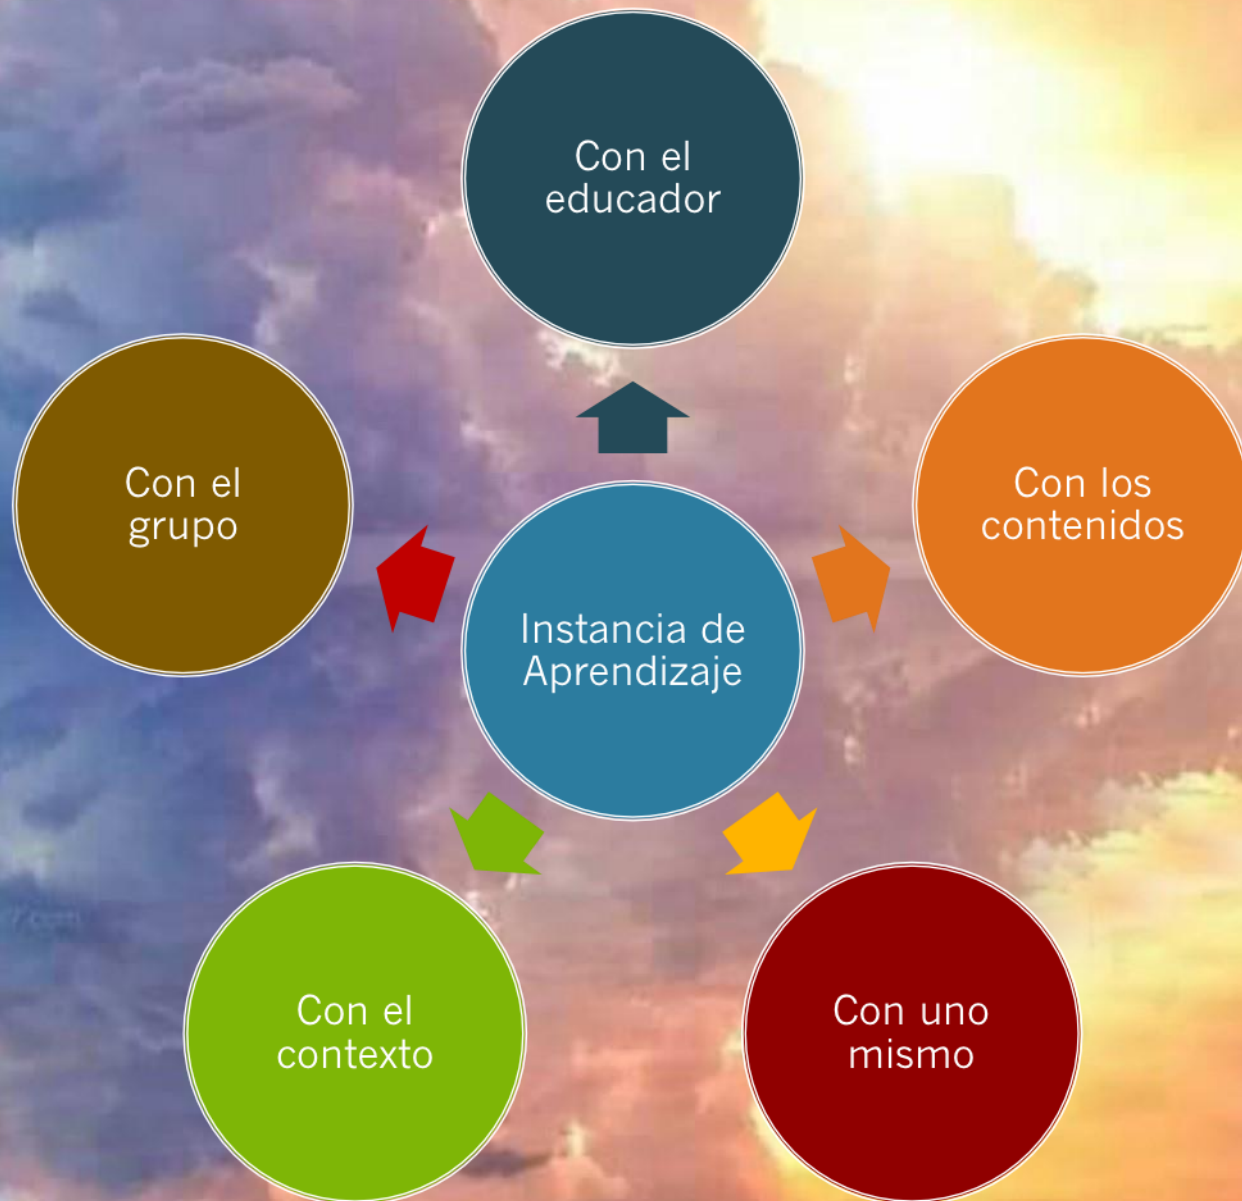 Con el
educador
Con el
grupo
Con los
contenidos
Instancia de
Aprendizaje
Con el
contexto
Con uno
mismo